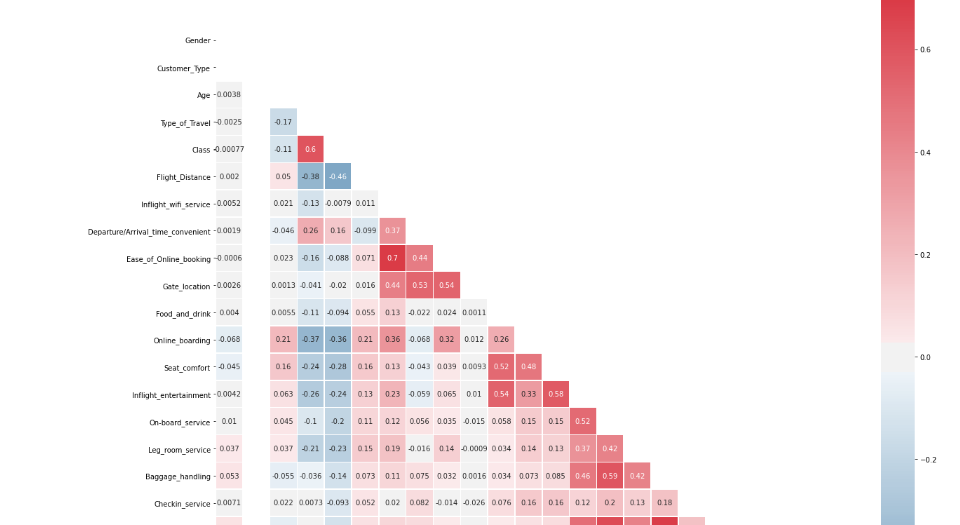 Gender
Customer_Type
Age 0.0038
Type_of_Travel -0.0025 -0.17
Class -0.00077 -0.11 0.6
Flight_Distance 0.002 0.05 -0.38 -0.46
Inflight_wifi_service 0.0052 0.021 -0.13 -0.0079 0.011
Departure/Arrival_time_convenient 0.0019 -0.046 0.26 0.16 -0.099 0.37
Ease_of_Online_booking -0.0006 0.023 -0.16 -0.088 0.071 0.7 0.44
Gate_location 0.0026 0.0013 -0.041 -0.02 0.016 0.44 0.53 0.54
Food_and_drink 0.004 0.0055 -0.11 -0.094 0.055 0.13 -0.022 0.024 0.0011
Online_boarding -0.068 0.21 -0.37 -0.36 0.21 0.36 -0.068 0.32 0.012 0.26
Seat_comfort -0.045 0.16 -0.24 -0.28 0.16 0.13 -0.043 0.039 0.0093 0.52 0.48
Inflight_entertainment 0.0042 0.063 -0.26 -0.24 0.13 0.23 -0.059 0.065 0.01 0.54 0.33 0.58
On-board_service 0.01 0.045 -0.1 -0.2 0.11 0.12 0.056 0.035 -0.015 0.058 0.15 0.15 0.52
Leg_room_service 0.037 0.037 -0.21 -0.23 0.15 0.19 -0.016 0.14 -0.0009 0.034 0.14 0.13 0.37 0.42
Baggage_handling 0.053 -0.055 -0.036 -0.14 0.073 0.11 0.075 0.032 0.0016 0.034 0.073 0.085 0.46 0.59 0.42
Checkin_service 0.0071 0.022 0.0073 -0.093 0.052 0.02 0.082 -0.014 -0.026 0.076 0.16 0.16 0.12 0.2 0.13 0.18
0.6
0.4
0.2
0.0
-0.2